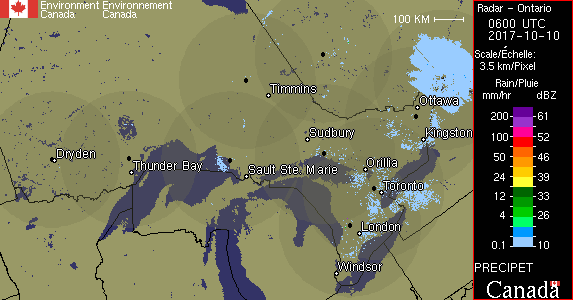 Environment Environnement
Canada Canada
100 KM
Timmins
Ottawa
Sudbury
Kingston
Dryden
Thunder Bay
Sault Ste. Marie
Orillia
Toronto
London
Windsor
Radar - Ontario
0600 UTC
2017-10-10
Scale/Échelle:
3.5 km/Pixel
Rain/Pluie
mm/hr dBZ
200 61
100 52
50 46
24 39
12 33
4 26
0.1 10
PRECIPET
Canada